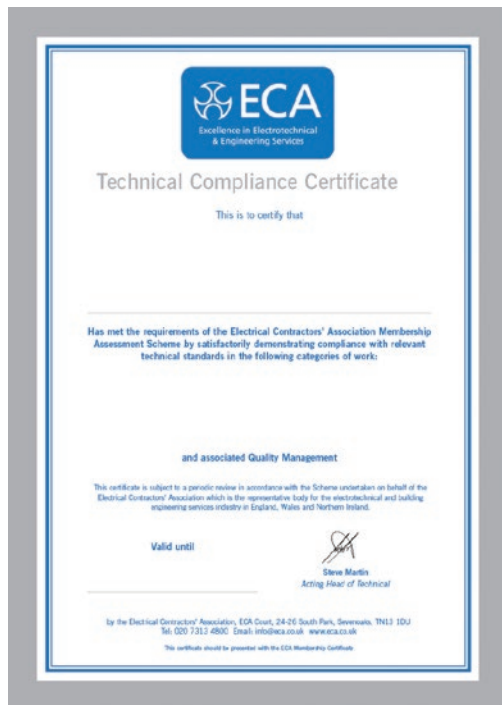 ECA
Excellence in Electrotechnical
& Engineering Services
Technical Compliance Certificate
This is to certify that
Has met the requirements of the Electrical Contractors' Association Membership
Assessment Scheme by satisfactorily demonstrating compliance with relevant
technical standards in the following categories of work:
and associated Quality Management
This certificate is subject to a periodic review in accordance with the Scheme undertaken on behalf of the
Electrical Contractors' Association which is the representative body for the electrotechnical and building
engineering services industry in England, Wales and Northern Ireland.
Valid until
Steve Martin
Acting Head of Technical
by the Electrical Contractors' Association, ECA Court, 24-26 South Park, Sevenoaks, TN13 1DU
Tel: 020 7313 4800 Email: info@eca.co.uk www.eca.co.uk
This certificate should be presented with the ECA Membership Certificate